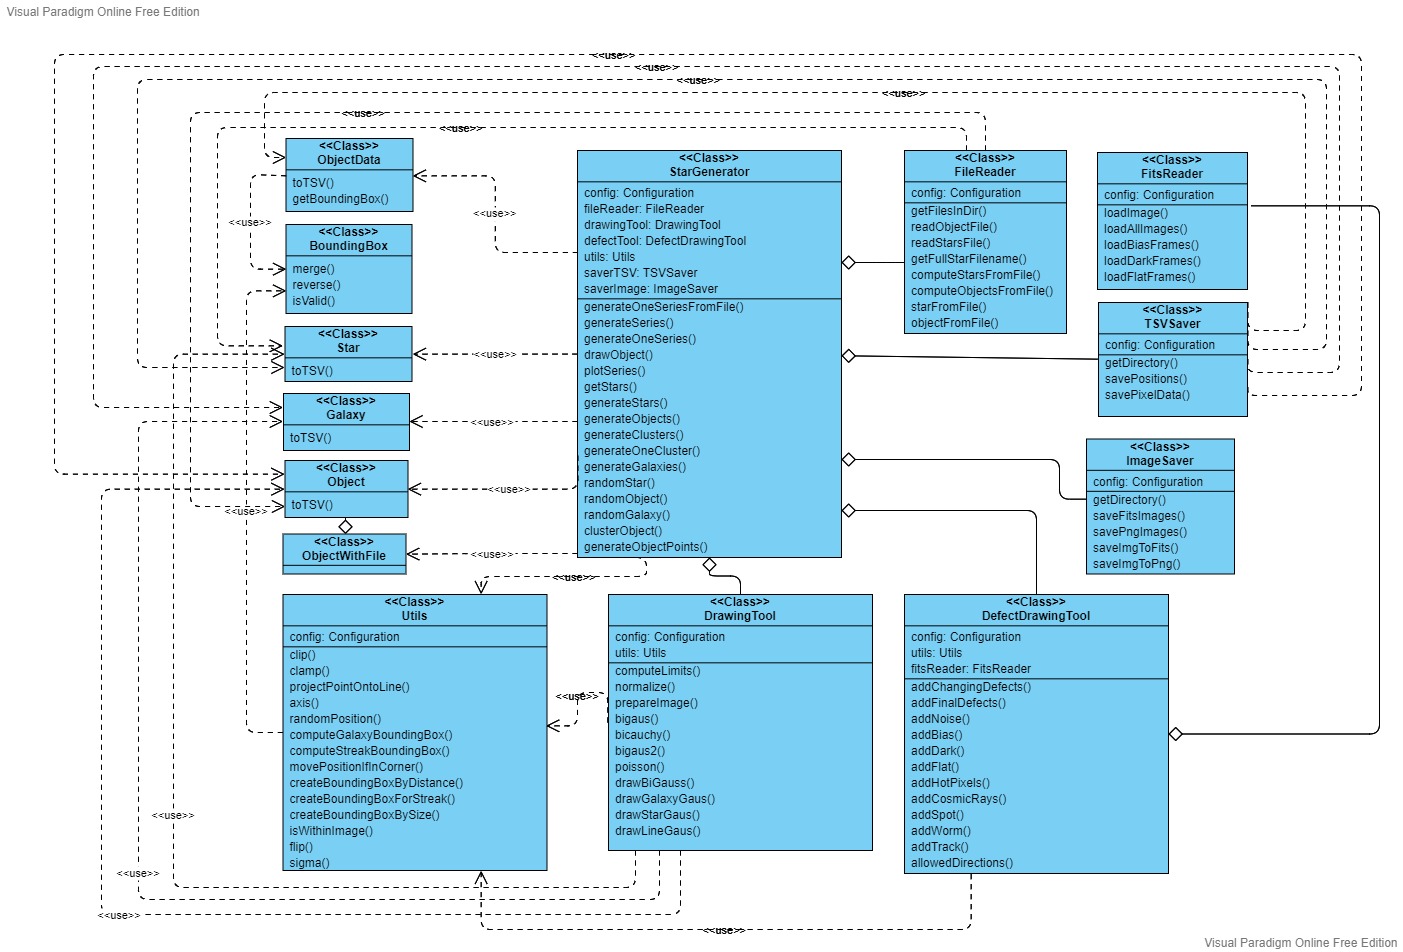 Visual Paradigm Online Free Edition
<<use>>
<<use>>
<<use>>
<<use>>
<<use>>
<<use>>
<<Class>>
ObjectData
toTSV()
getBoundingBox()
<<use>>
<<use>>
<<Class>>
BoundingBox
merge()
reverse()
isValid()
<<Class>>
Star
toTSV()
<<use>>
<<Class>>
Galaxy
toTSV()
<<use>>
<<Class>>
Object
toTSV()
<<use>>
<<use>>
<<Class>>
ObjectWithFile
<<use>>
<<use>>
<<Class>>
StarGenerator
config: Configuration
fileReader: FileReader
drawingTool: DrawingTool
defectTool: DefectDrawingTool
utils: Utils
saverTSV: TSVSaver
saverImage: ImageSaver
generateOneSeriesFromFile()
generateSeries()
generateOneSeries()
drawObject()
plotSeries()
getStars()
generateStars()
generateObjects()
generateClusters()
generateOneCluster()
generateGalaxies()
randomStar()
randomObject()
randomGalaxy()
clusterObject()
generateObjectPoints()
<<Class>>
FileReader
config: Configuration
getFilesInDir()
readObjectFile()
readStarsFile()
getFullStarFilename()
computeStarsFromFile()
computeObjectsFromFile()
starFromFile()
objectFromFile()
<<Class>>
FitsReader
config: Configuration
loadImage()
loadAllImages()
loadBiasFrames()
loadDarkFrames()
loadFlatFrames()
<<Class>>
TSVSaver
config: Configuration
getDirectory()
savePositions()
savePixelData()
<<Class>>
ImageSaver
config: Configuration
getDirectory()
saveFitsImages()
savePngImages()
saveImgToFits()
saveImgToPng()
<<Class>>
Utils
config: Configuration
clip()
clamp()
projectPointOntoLine()
axis()
randomPosition()
computeGalaxyBoundingBox()
computeStreakBoundingBox()
movePositionIfInCorner()
createBoundingBoxByDistance()
createBoundingBoxForStreak()
createBoundingBoxBySize()
isWithinImage()
flip()
sigma()
<<use>>
<<Class>>
DrawingTool
config: Configuration
utils: Utils
computeLimits()
normalize()
prepareImage()
bigaus()
bicauchy()
bigaus2()
poisson()
drawBiGauss()
drawGalaxyGaus()
drawStarGaus()
drawLineGaus()
<<Class>>
DefectDrawingTool
config: Configuration
utils: Utils
fitsReader: FitsReader
addChangingDefects()
addFinalDefects()
addNoise()
addBias()
addDark()
addFlat()
addHotPixels()
addCosmicRays()
addSpot()
addWorm()
addTrack()
allowedDirections()
<<use>>
<<use>>
<<use>>
<<use>>
Visual Paradigm Online Free Edition